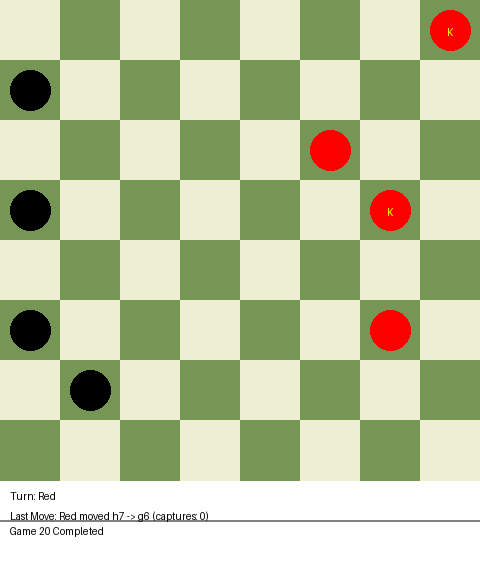 K
K
Turn: Red
Last Move: Red moved h7 -> g6 (captures: 0)
Game 20 Completed